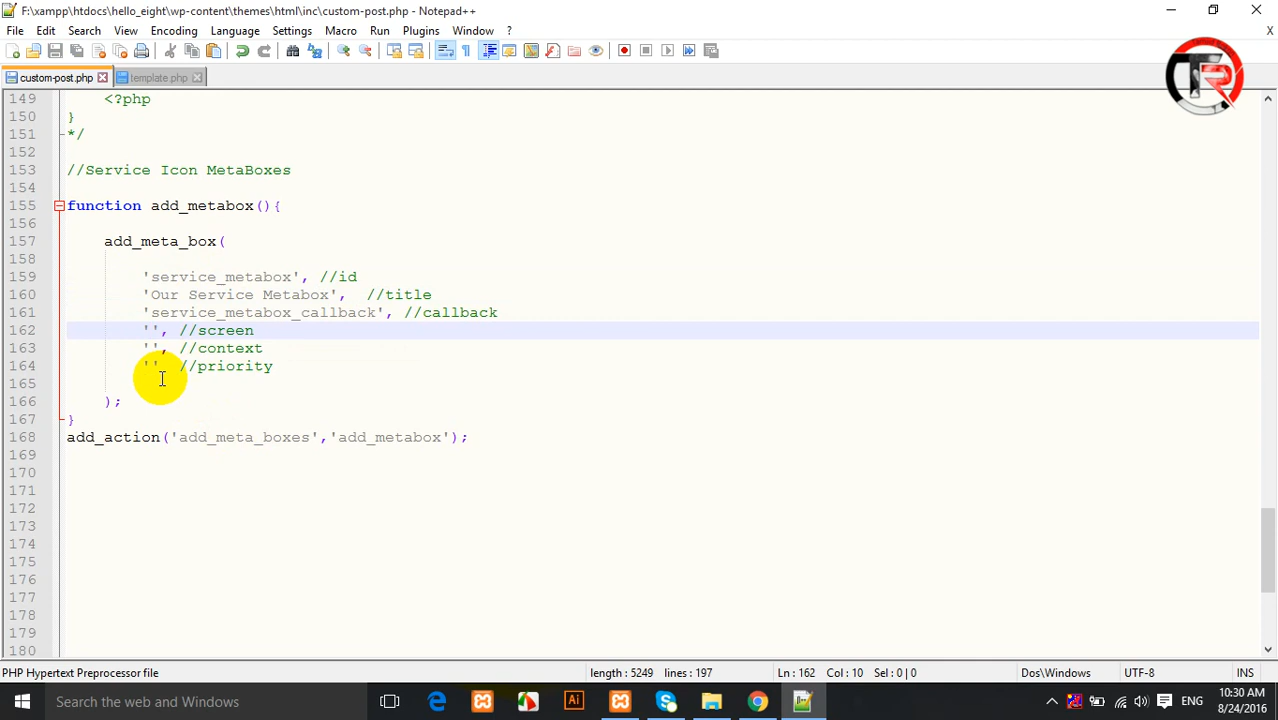 F:\xampp\htdocs\hello_eight\wp-content\themes\html\inc\custom-post.php - Notepad++
File Edit Search View Encoding Language Settings Macro Run Plugins Window ? X
custom-post.php template.php
149 <?php
150 }
151 */
152
153 //Service Icon MetaBoxes
154
155 function add_metabox(){
156
157 add_meta_box(
158
159 'service_metabox', //id
160 'Our Service Metabox', //title
161 'service_metabox_callback', //callback
162 '', //screen
163 '', //context
164 '' //priority
165
166 );
167 }
168 add_action('add_meta_boxes','add_metabox');
169
170
171
172
173
174
175
176
177
178
179
180
PHP Hypertext Preprocessor file length : 5249 lines : 197 Ln : 162 Col : 10 Sel : 0 | 0 Dos\Windows UTF-8 INS
Search the web and Windows
Ai
ENG
10:30 AM
8/24/2016